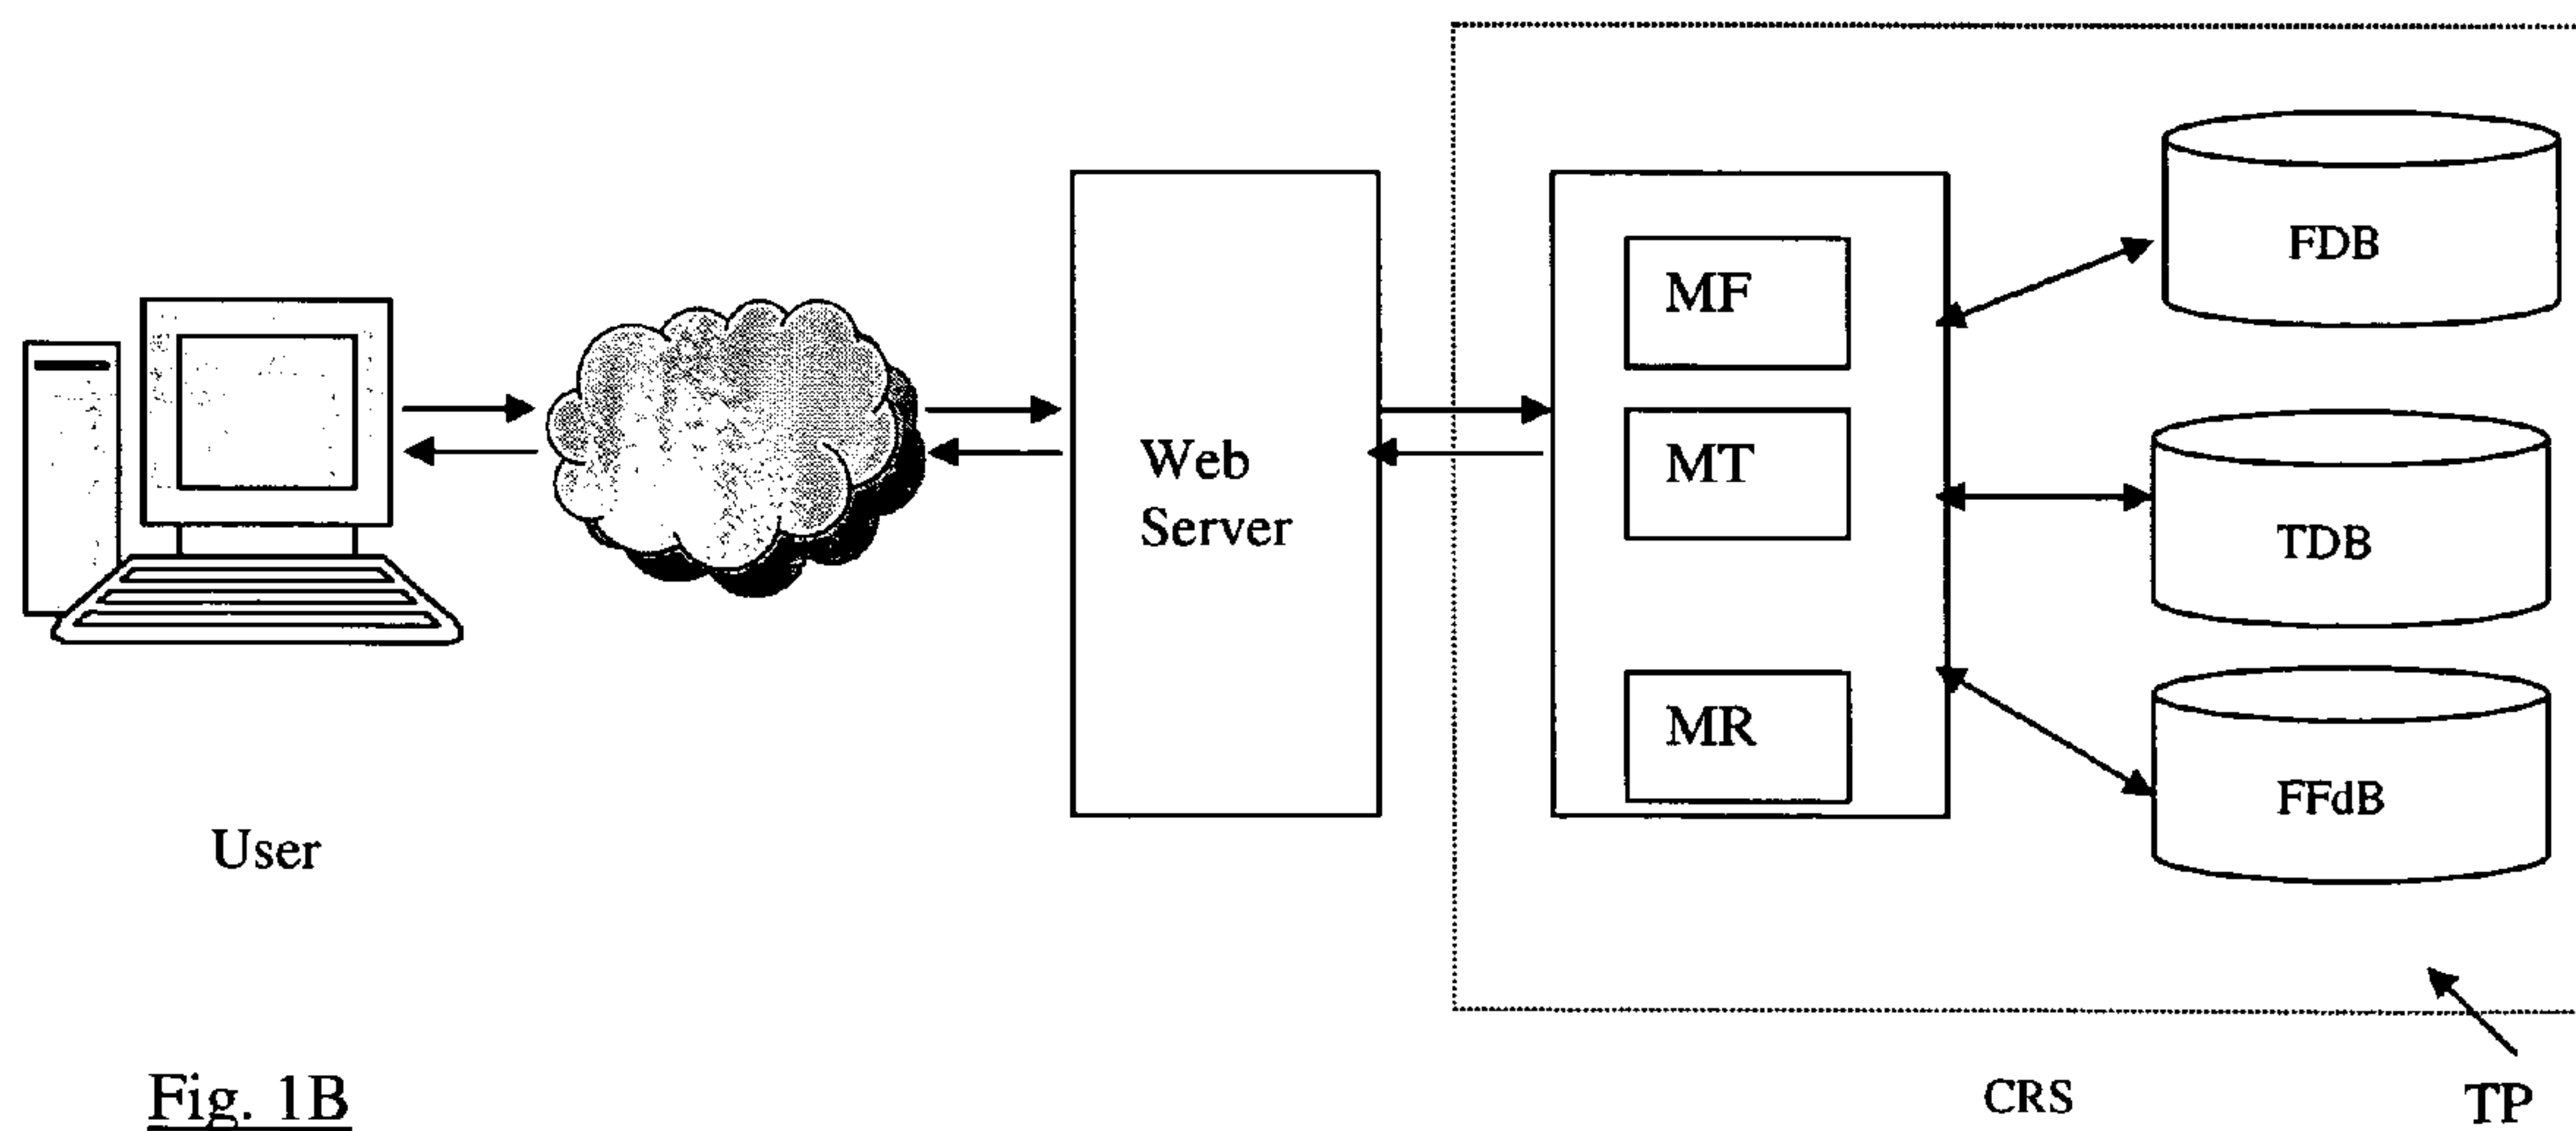 FDB
MF
MT
Web
Server
TDB
MR
FFdB
User
Fig. 1B
CRS
TP